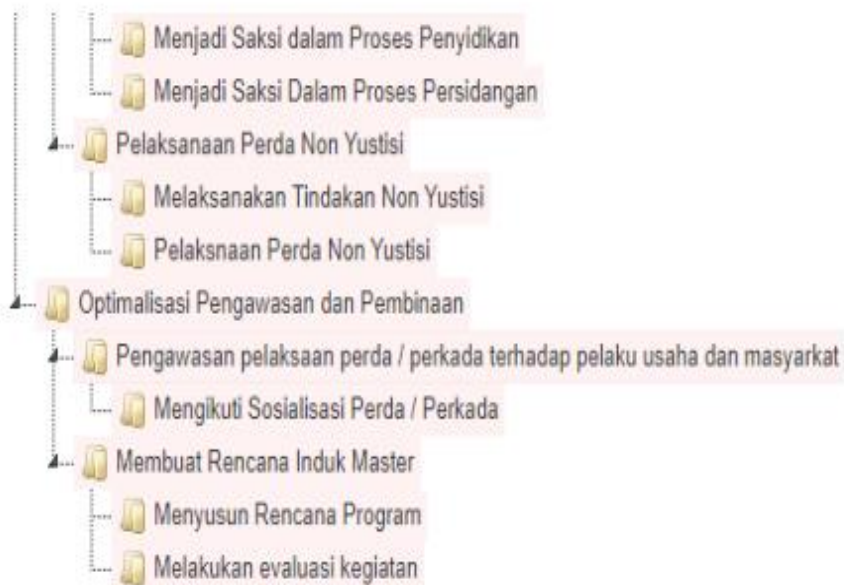 Menjadi Saksi dalam Proses Penyidikan
Menjadi Saksi Dalam Proses Persidangan
Pelaksanaan Perda Non Yustisi
Melaksanakan Tindakan Non Yustisi
Pelaksnaan Perda Non Yustisi
Optimalisasi Pengawasan dan Pembinaan
Pengawasan pelaksaan perda / perkada terhadap pelaku usaha dan masyarkat
Mengikuti Sosialisasi Perda / Perkada
Membuat Rencana Induk Master
Menyusun Rencana Program
Melakukan evaluasi kegiatan